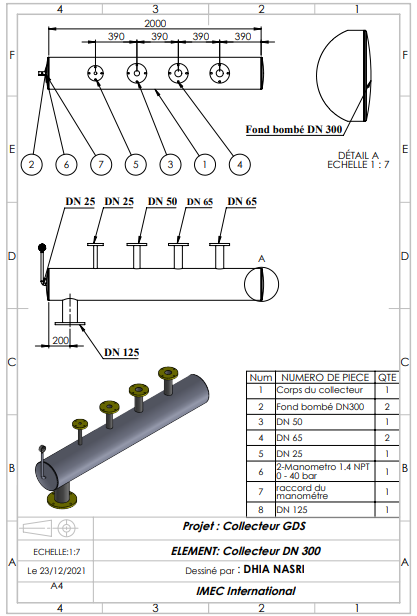 4 3 2 1
2000
390 390 390
F F
Fond bombé DN 300
E E
2 6 7 5 3 1 4
DÉTAIL A
ECHELLE 1 : 7
DN 25 DN 25 DN 50 DN 65 DN 65
D D
A
200
DN 125
C C
Num NUMERO DE PIECE QTE
1 Corps du collecteur 1
2 Fond bombé DN300 2
3 DN 50 1
4 DN 65 2
5 DN 25 1
6 2-Manometro 1.4 NPT 0 - 40 bar 1
7 raccord du manométre 1
8 DN 125 1
B B
Projet : Collecteur GDS
ECHELLE:1:7 ELEMENT: Collecteur DN 300
A A
Le 23/12/2021 Dessiné par : DHIA NASRI
A4 IMEC International
4 3 2 1